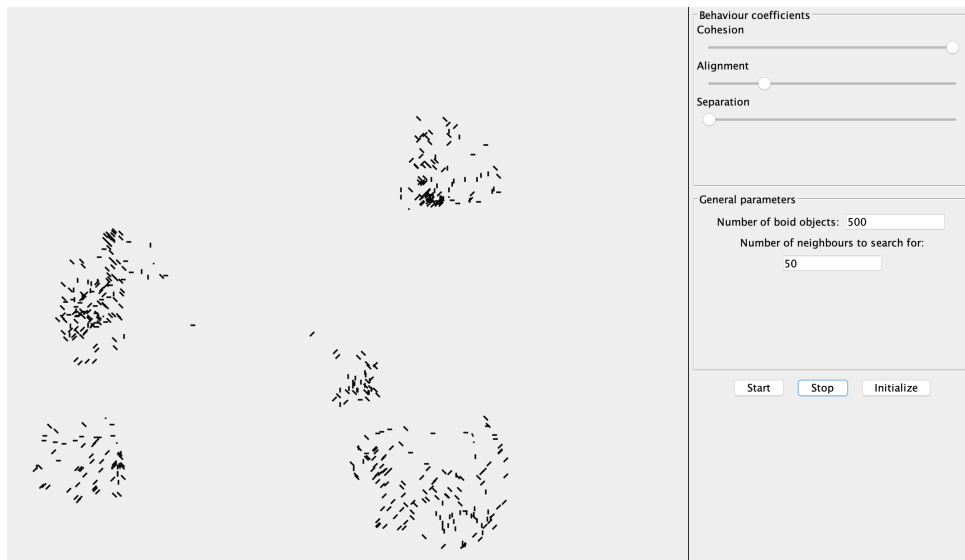 Behaviour coefficients
Cohesion
Alignment
Separation
General parameters
Number of boid objects: 500
Number of neighbours to search for:
50
Start Stop Initialize